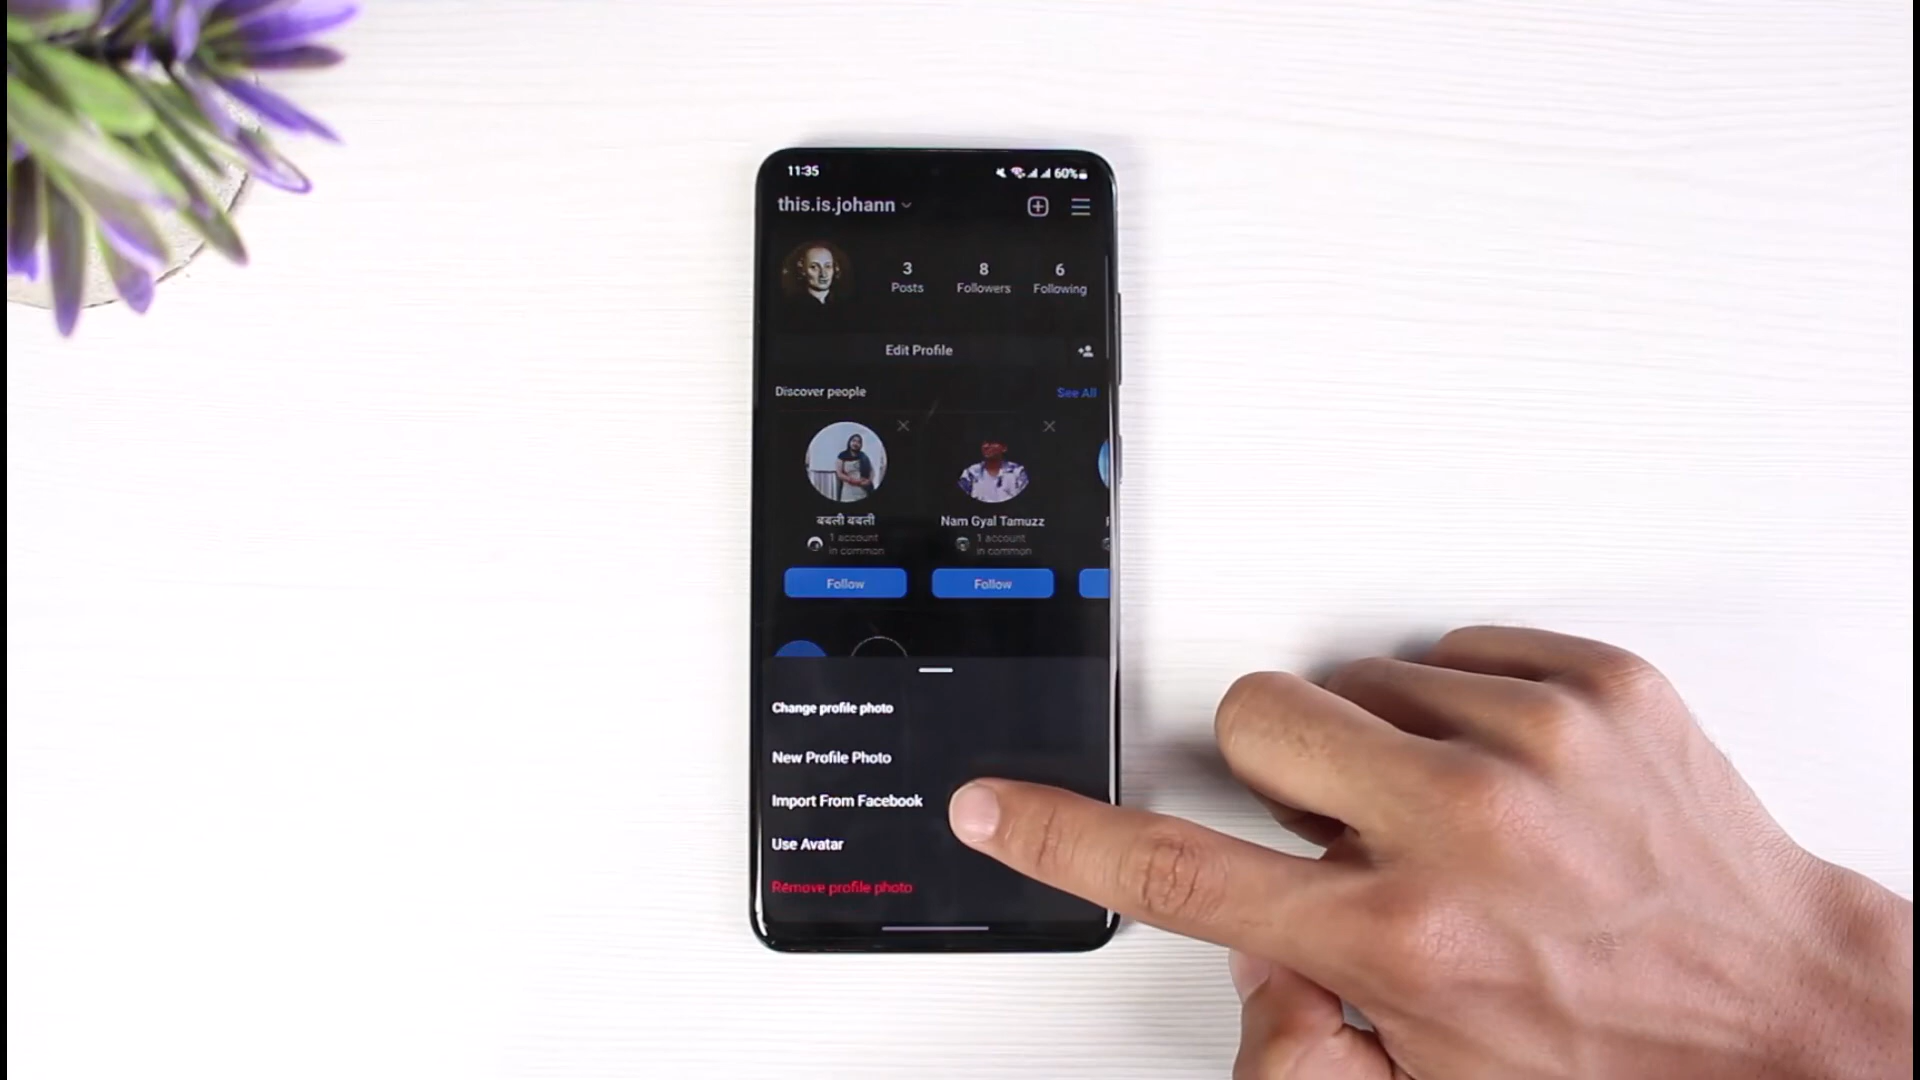 11:35
60%
this.is.johann
3
8
6
Posts
Followers
Following
Edit Profile
Discover people
See All
बबली बबली
Nam Gyal Tamuzz
1 account
in common
1 account
in common
Follow
Follow
Change profile photo
New Profile Photo
Import From Facebook
Use Avatar
Remove profile photo